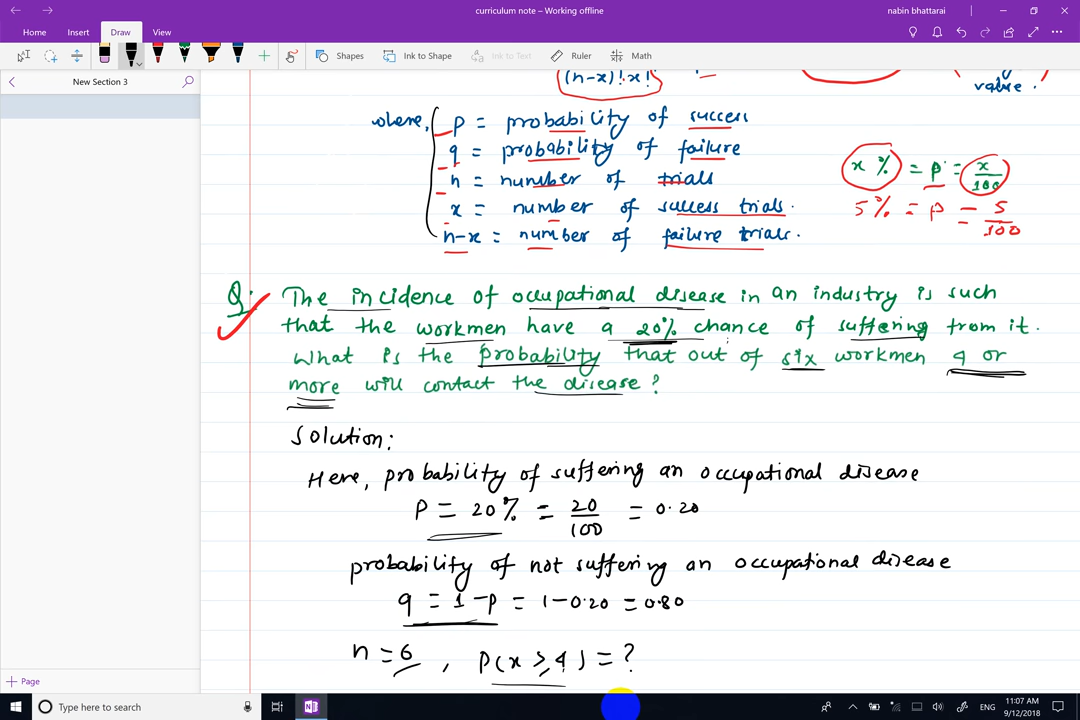 curriculum note – Working offline
nabin bhattarai
Home Insert Draw View
Shapes Ink to Shape Ink to Text Ruler Math
New Section 3
(n-x)! x!
value.
where, p = probability of success
q = probability of failure
n = number of trials
x = number of success trials.
n-x = number of failure trials.
x % = p = x/100
5% = p = 5/100
Q: The incidence of occupational disease in an industry is such
that the workmen have a 20% chance of suffering from it.
What is the probability that out of six workmen 4 or
more will contact the disease?
Solution:
Here, probability of suffering an occupational disease
P = 20% = 20/100 = 0.20
probability of not suffering an occupational disease
q = 1 - p = 1 - 0.20 = 0.80
n = 6, p(x ≥ 4) = ?
+ Page
Type here to search
ENG
11:07 AM
9/12/2018